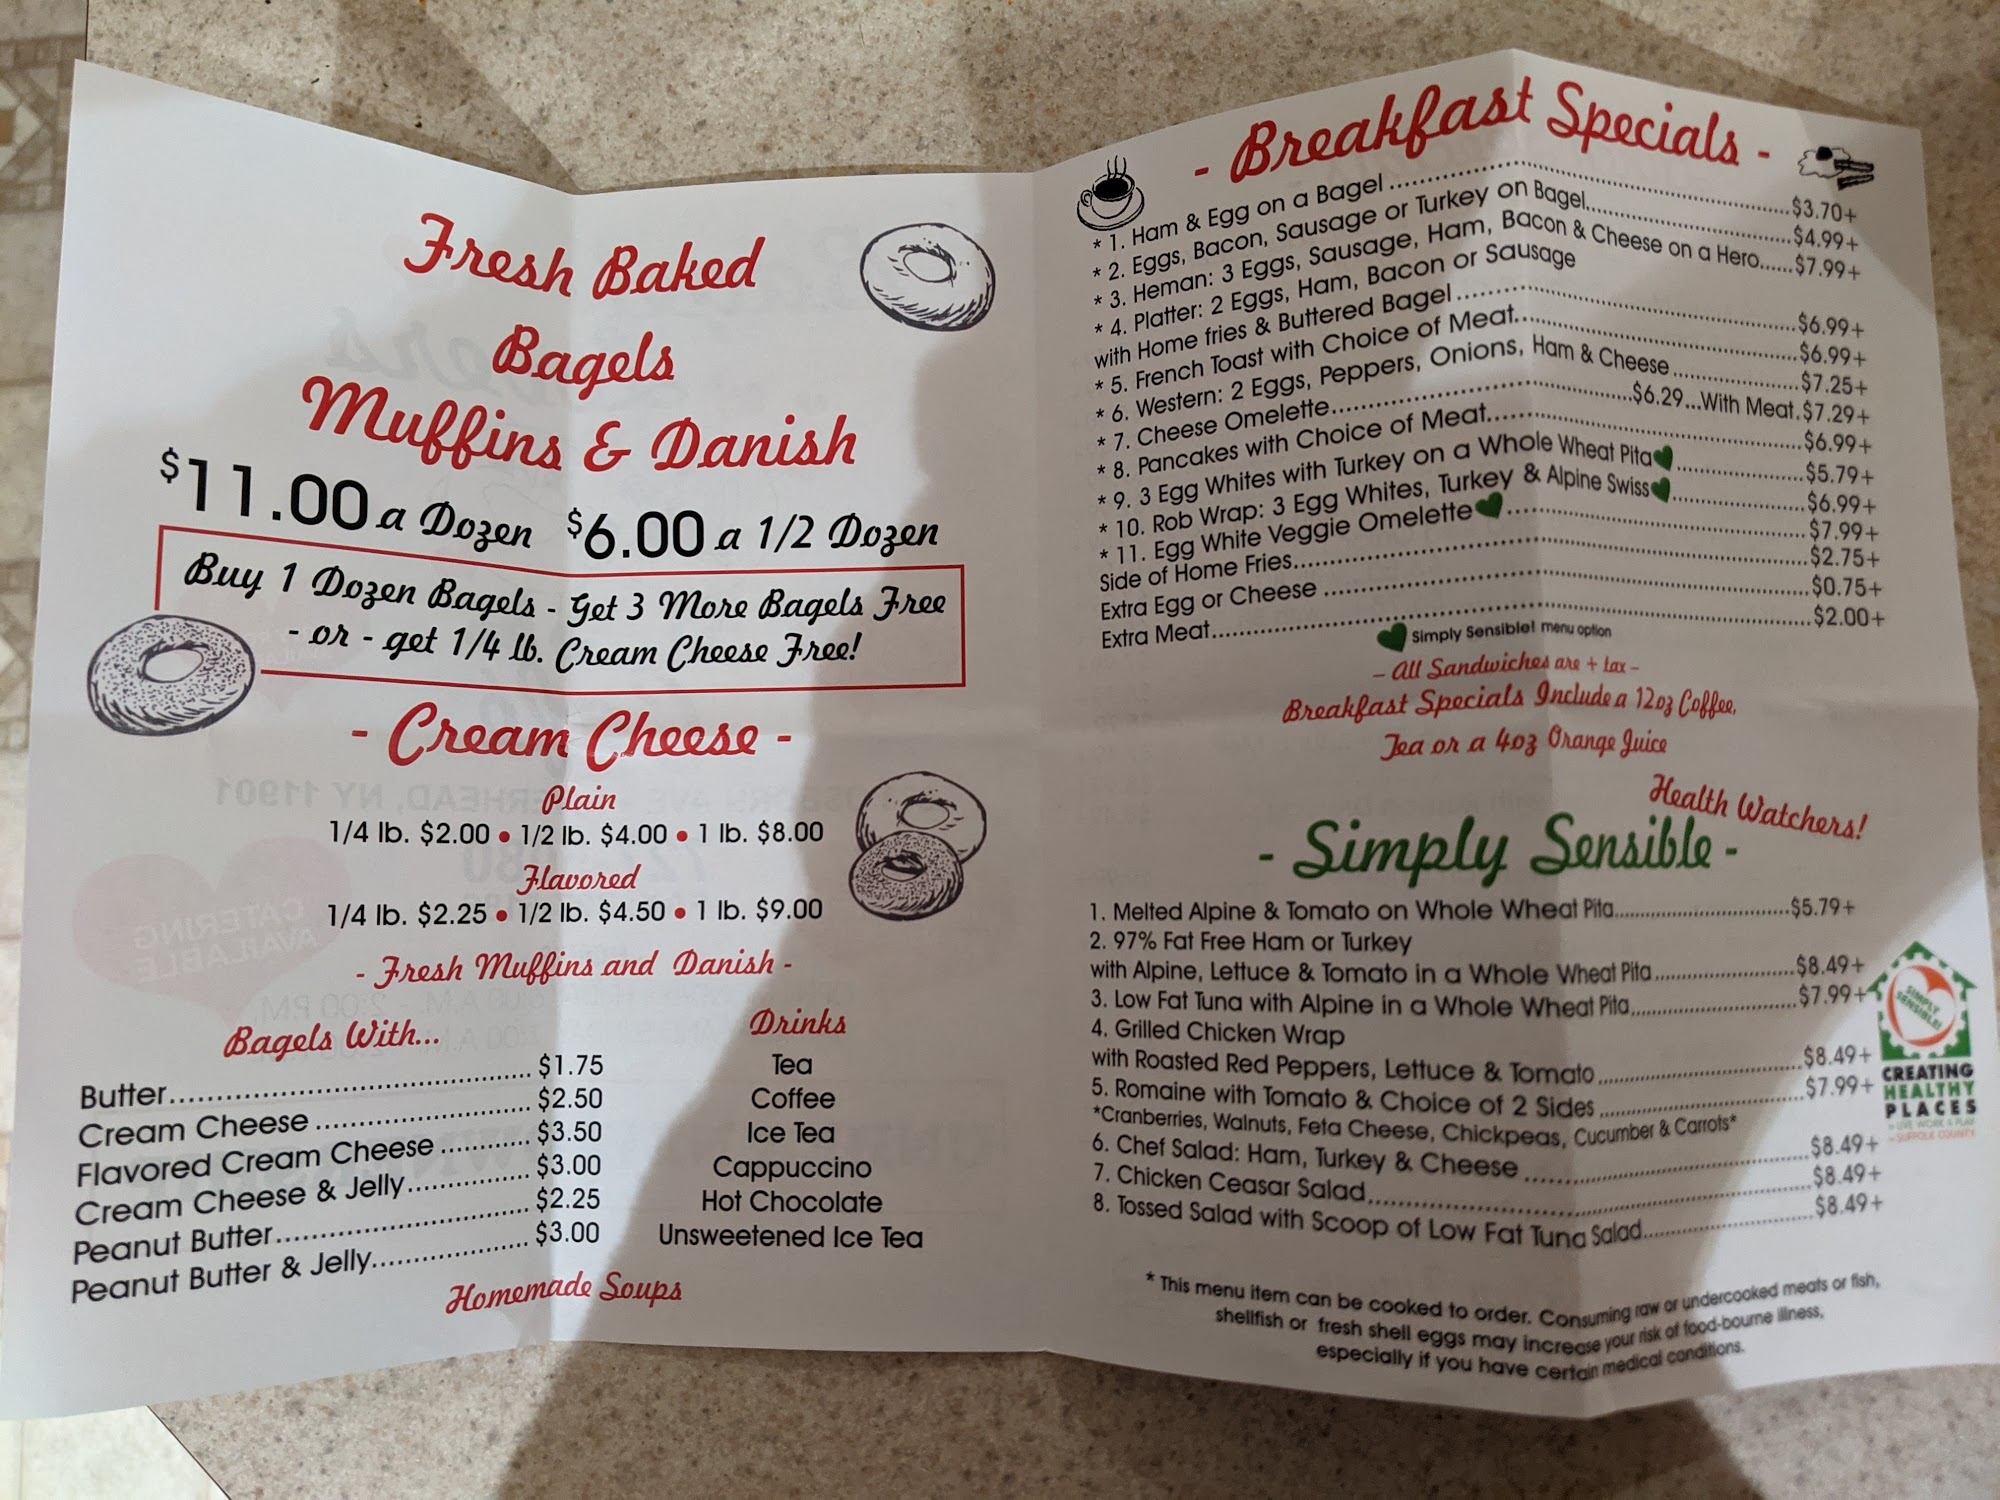 Fresh Baked
Bagels
Muffins & Danish
$11.00 a Dozen $6.00 a 1/2 Dozen
Buy 1 Dozen Bagels - Get 3 More Bagels Free
- or - get 1/4 lb. Cream Cheese Free!
- Cream Cheese -
Plain
1/4 lb. $2.00 • 1/2 lb. $4.00 • 1 lb. $8.00
Flavored
1/4 lb. $2.25 • 1/2 lb. $4.50 • 1 lb. $9.00
- Fresh Muffins and Danish -
Bagels With...
Butter.................... $1.75
Cream Cheese .................... $2.50
Flavored Cream Cheese .......... $3.50
Cream Cheese & Jelly............. $3.00
Peanut Butter.................... $2.25
Peanut Butter & Jelly.................... $3.00
Drinks
Tea
Coffee
Ice Tea
Cappuccino
Hot Chocolate
Unsweetened Ice Tea
Homemade Soups
- Breakfast Specials -
* 1. Ham & Egg on a Bagel .................... $3.70+
* 2. Eggs, Bacon, Sausage or Turkey on Bagel.................... $4.99+
* 3. Heman: 3 Eggs, Sausage, Ham, Bacon & Cheese on a Hero...... $7.99+
* 4. Platter: 2 Eggs, Ham, Bacon or Sausage
with Home fries & Buttered Bagel.................... $6.99+
* 5. French Toast with Choice of Meat.................... $6.99+
* 6. Western: 2 Eggs, Peppers, Onions, Ham & Cheese.................... $7.25+
* 7. Cheese Omelette.................... $6.29...With Meat.$7.29+
* 8. Pancakes with Choice of Meat.................... $6.99+
* 9. 3 Egg Whites with Turkey on a Whole Wheat Pita .................... $5.79+
* 10. Rob Wrap: 3 Egg Whites, Turkey & Alpine Swiss .................... $6.99+
* 11. Egg White Veggie Omelette .................... $7.99+
Side of Home Fries.................... $2.75+
Extra Egg or Cheese .................... $0.75+
Extra Meat.................... $2.00+
Simply Sensible! menu option
- All Sandwiches are + tax -
Breakfast Specials Include a 12oz Coffee,
Tea or a 4oz Orange Juice
Health Watchers!
- Simply Sensible -
1. Melted Alpine & Tomato on Whole Wheat Pita.................... $5.79+
2. 97% Fat Free Ham or Turkey
with Alpine, Lettuce & Tomato in a Whole Wheat Pita.................... $8.49+
3. Low Fat Tuna with Alpine in a Whole Wheat Pita.................... $7.99+
4. Grilled Chicken Wrap
with Roasted Red Peppers, Lettuce & Tomato.................... $8.49+
5. Romaine with Tomato & Choice of 2 Sides .................... $7.99+
*Cranberries, Walnuts, Feta Cheese, Chickpeas, Cucumber & Carrots*
6. Chef Salad: Ham, Turkey & Cheese .................... $8.49+
7. Chicken Ceasar Salad.................... $8.49+
8. Tossed Salad with Scoop of Low Fat Tuna Salad.................... $8.49+
SIMPLY
SENSIBLE!
CREATING
HEALTHY
PLACES
to LIVE WORK & PLAY
in SUFFOLK COUNTY
* This menu item can be cooked to order. Consuming raw or undercooked meats or fish,
shellfish or fresh shell eggs may increase your risk of food-bourne illness,
especially if you have certain medical conditions.